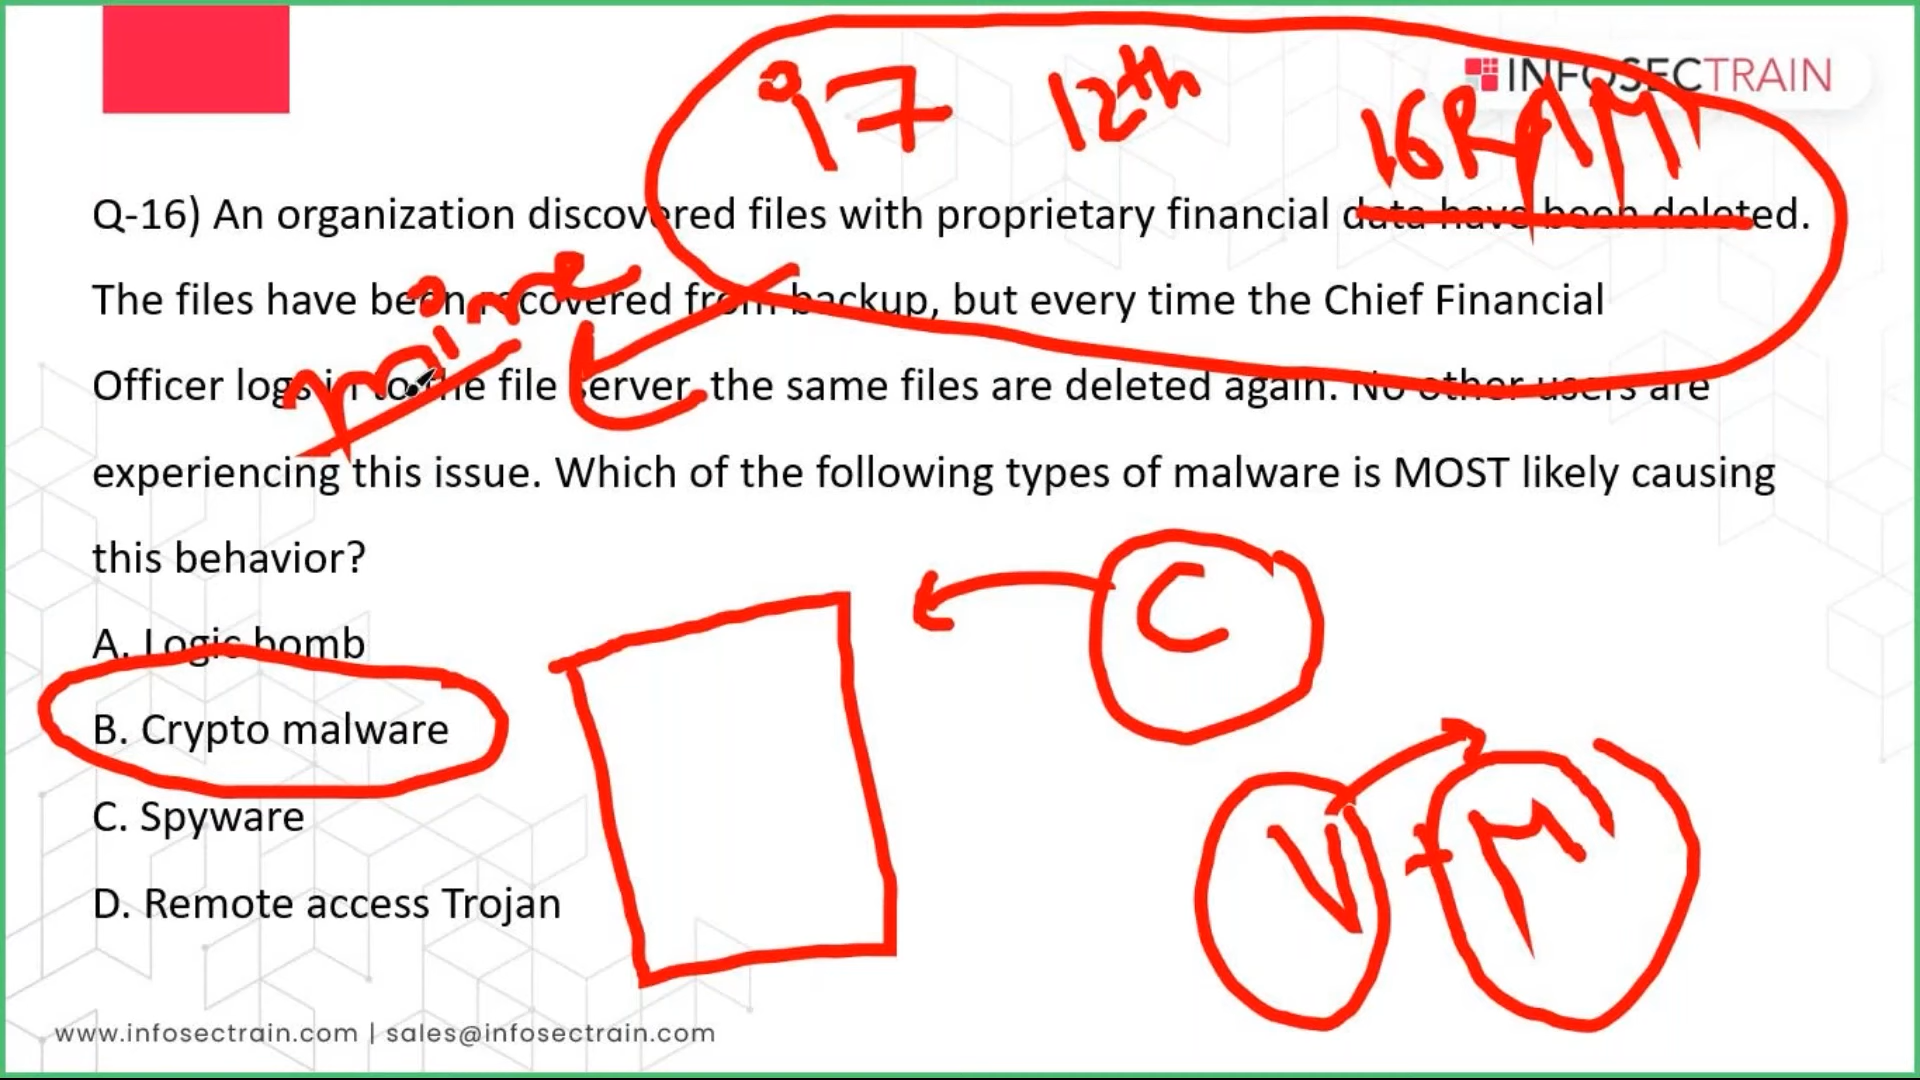 INFOSECTRAIN
i7 12th 16RAM
Q-16) An organization discovered files with proprietary financial data have been deleted.
The files have been recovered from backup, but every time the Chief Financial
mine
Officer logs in to the file server, the same files are deleted again. No other users are
experiencing this issue. Which of the following types of malware is MOST likely causing
this behavior?
C
A. Logic bomb
B. Crypto malware
C. Spyware
V M
D. Remote access Trojan
www.infosectrain.com | sales@infosectrain.com